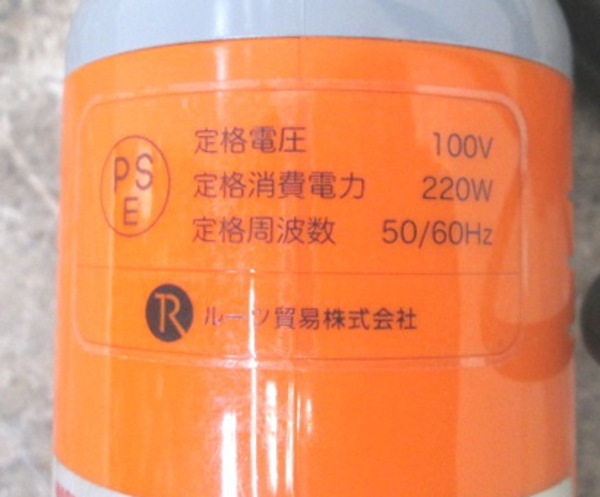 PS
E
定格電圧 100V
定格消費電力 220W
定格周波数 50/60Hz
R ルーツ貿易株式会社